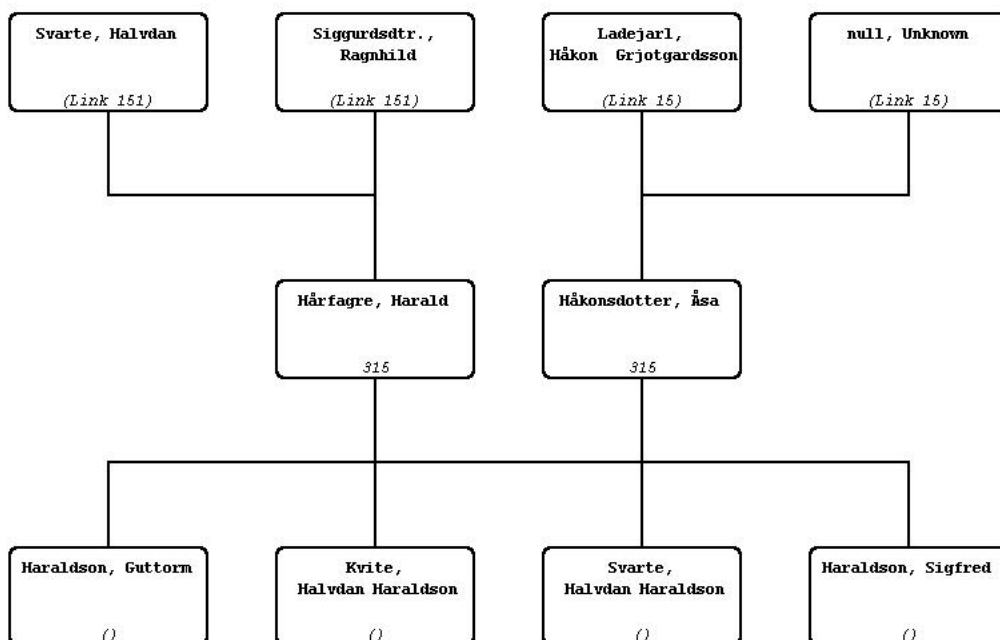 Svarte, Halvdan
(Link 151)
Siggurdsdtr.,
Ragnhild
(Link 151)
Ladejarl,
Håkon  Grjotgardsson
(Link 15)
null, Unknown
(Link 15)
Hårfagre, Harald
315
Håkonsdotter, Åsa
315
Haraldson, Guttorm
()
Kvite,
Halvdan Haraldson
()
Svarte,
Halvdan Haraldson
()
Haraldson, Sigfred
()